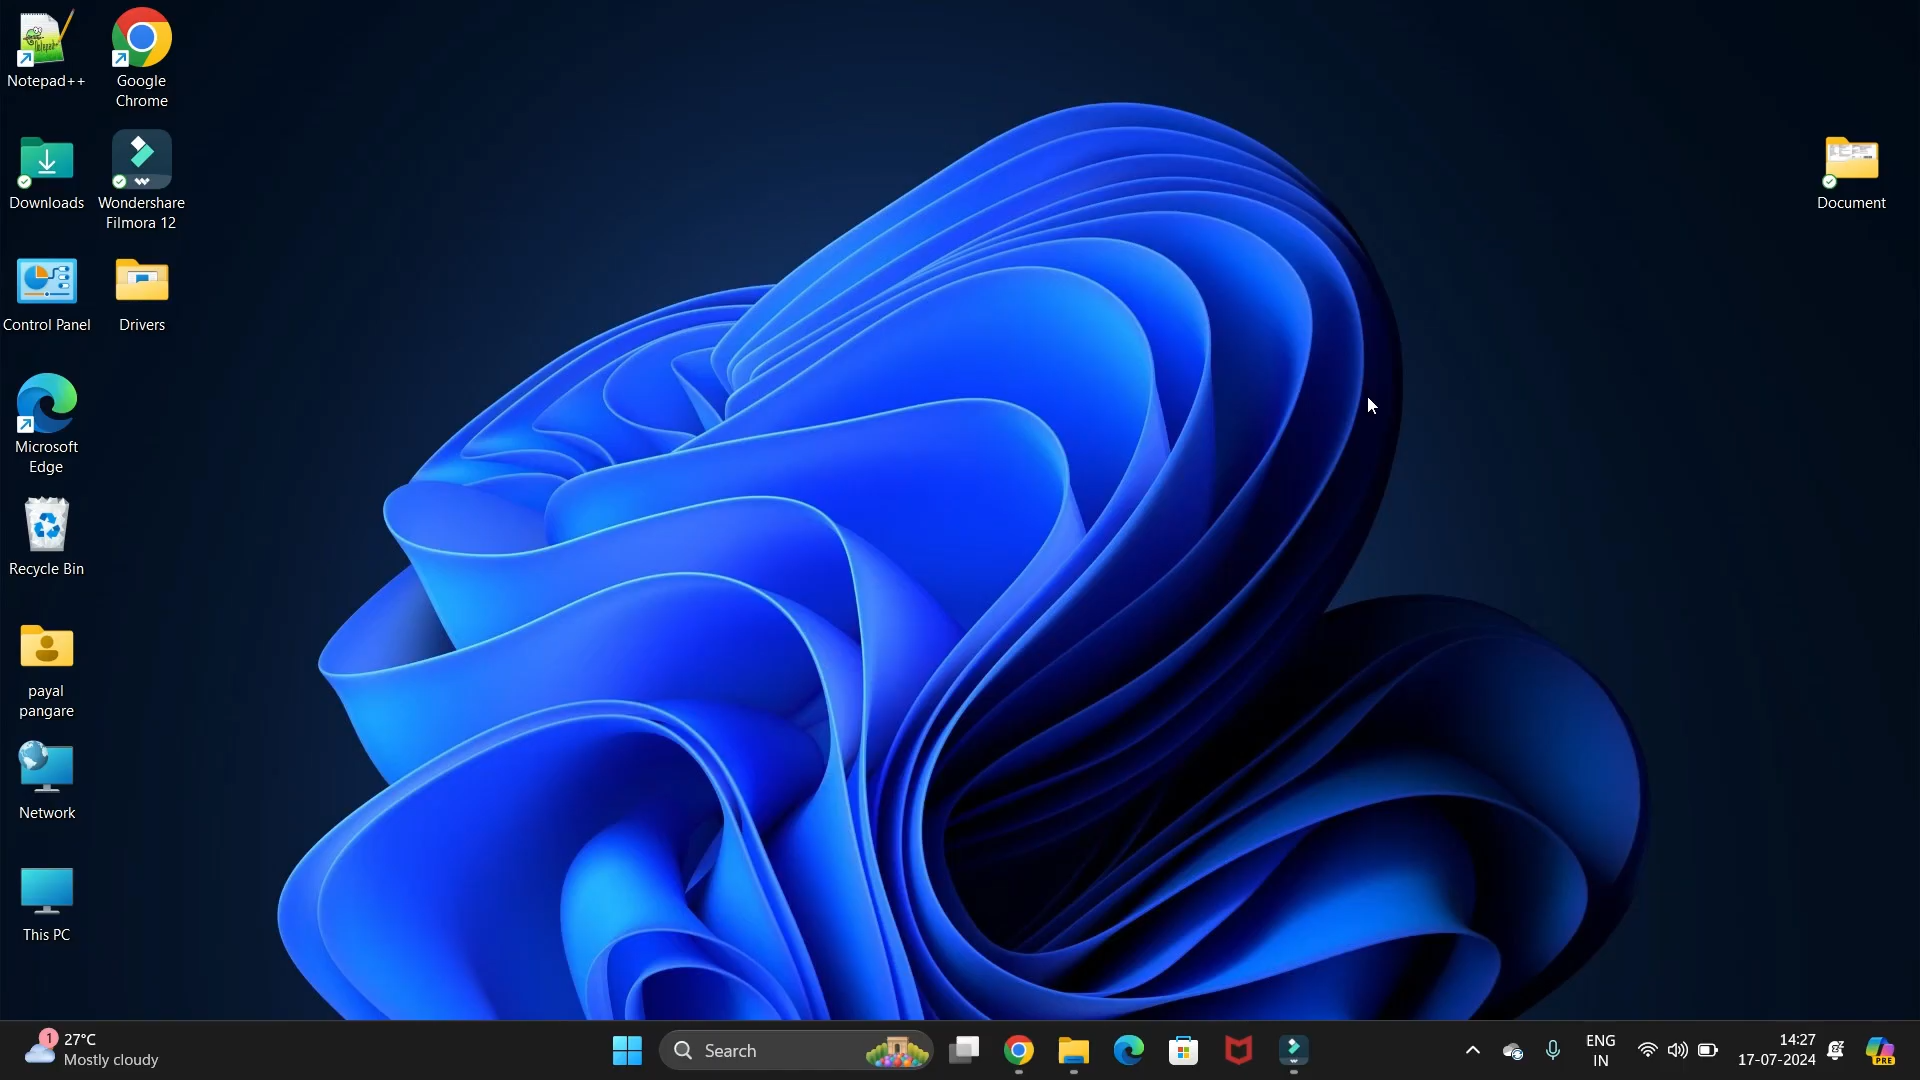 Notepad++
Google
Chrome
Downloads
Wondershare
Filmora 12
Document
Control Panel
Drivers
Microsoft
Edge
Recycle Bin
payal
pangare
Network
This PC
1
27°C
Mostly cloudy
Search
ENG
IN
14:27
17-07-2024
PRE